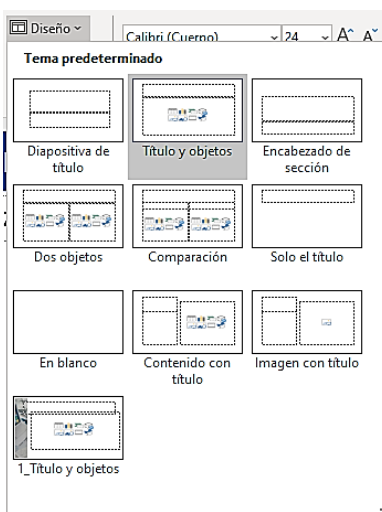 Diseño
Calibri (Cuerpo) 24 A A
Tema predeterminado
Diapositiva de título
Título y objetos
Encabezado de sección
Dos objetos
Comparación
Solo el título
En blanco
Contenido con título
Imagen con título
1_Título y objetos